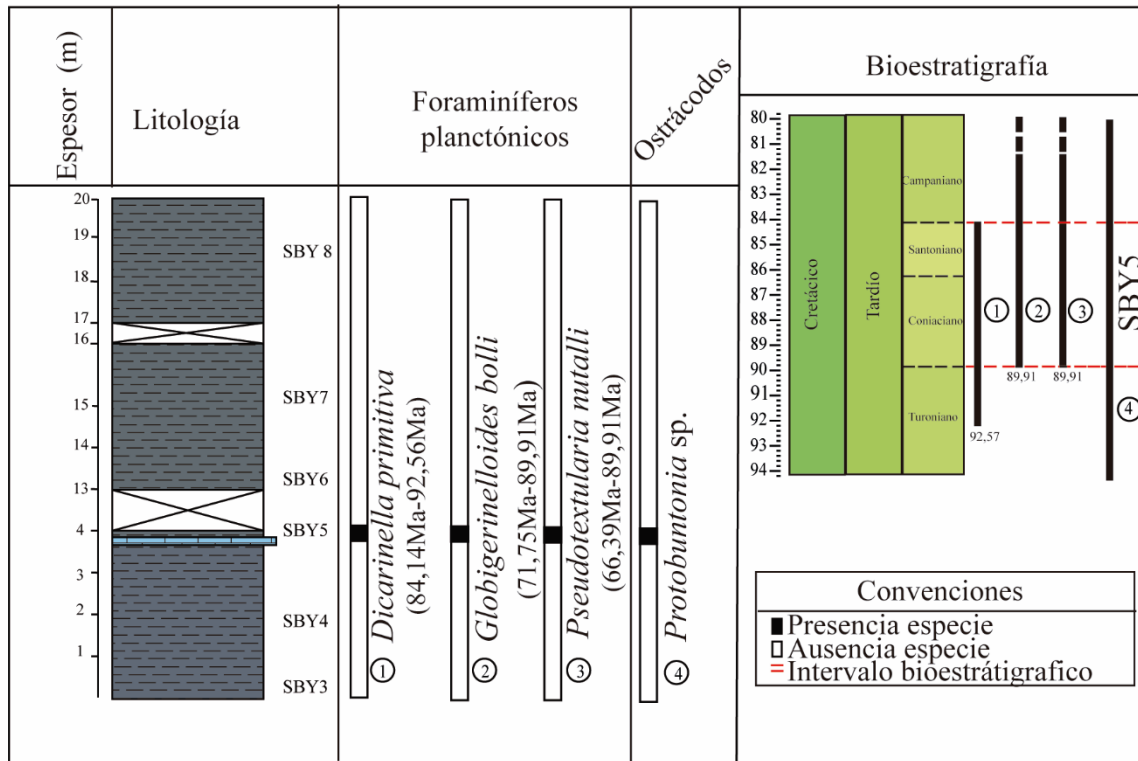 Espesor (m)
Litología
Foraminíferos
planctónicos
Ostrácodos
Bioestratigrafía
20
19
18
17
16
15
14
13
4
3
2
1
SBY 8
SBY7
SBY6
SBY5
SBY4
SBY3
1 Dicarinella primitiva
(84,14Ma-92,56Ma)
2 Globigerinelloides bolli
(71,75Ma-89,91Ma)
3 Pseudotextularia nutalli
(66,39Ma-89,91Ma)
4 Protobuntonia sp.
80
81
82
83
84
85
86
87
88
89
90
91
92
93
94
Cretácico
Tardío
Campaniano
Santoniano
Coniaciano
Turoniano
1
2
3
4
92,57
89,91
89,91
SBY5
Convenciones
Presencia especie
Ausencia especie
Intervalo bioestrátigrafico